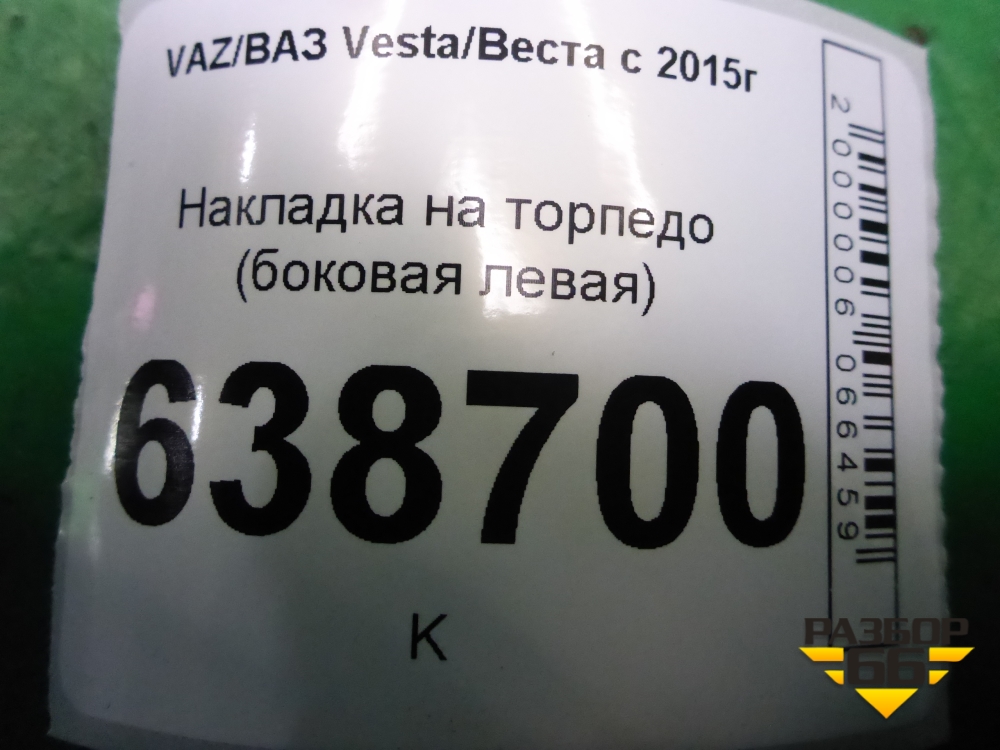 VAZ/ВАЗ Vesta/Веста с 2015г
Накладка на торпедо
(боковая левая)
638700
К
2000006066459
РАЗБОР
66